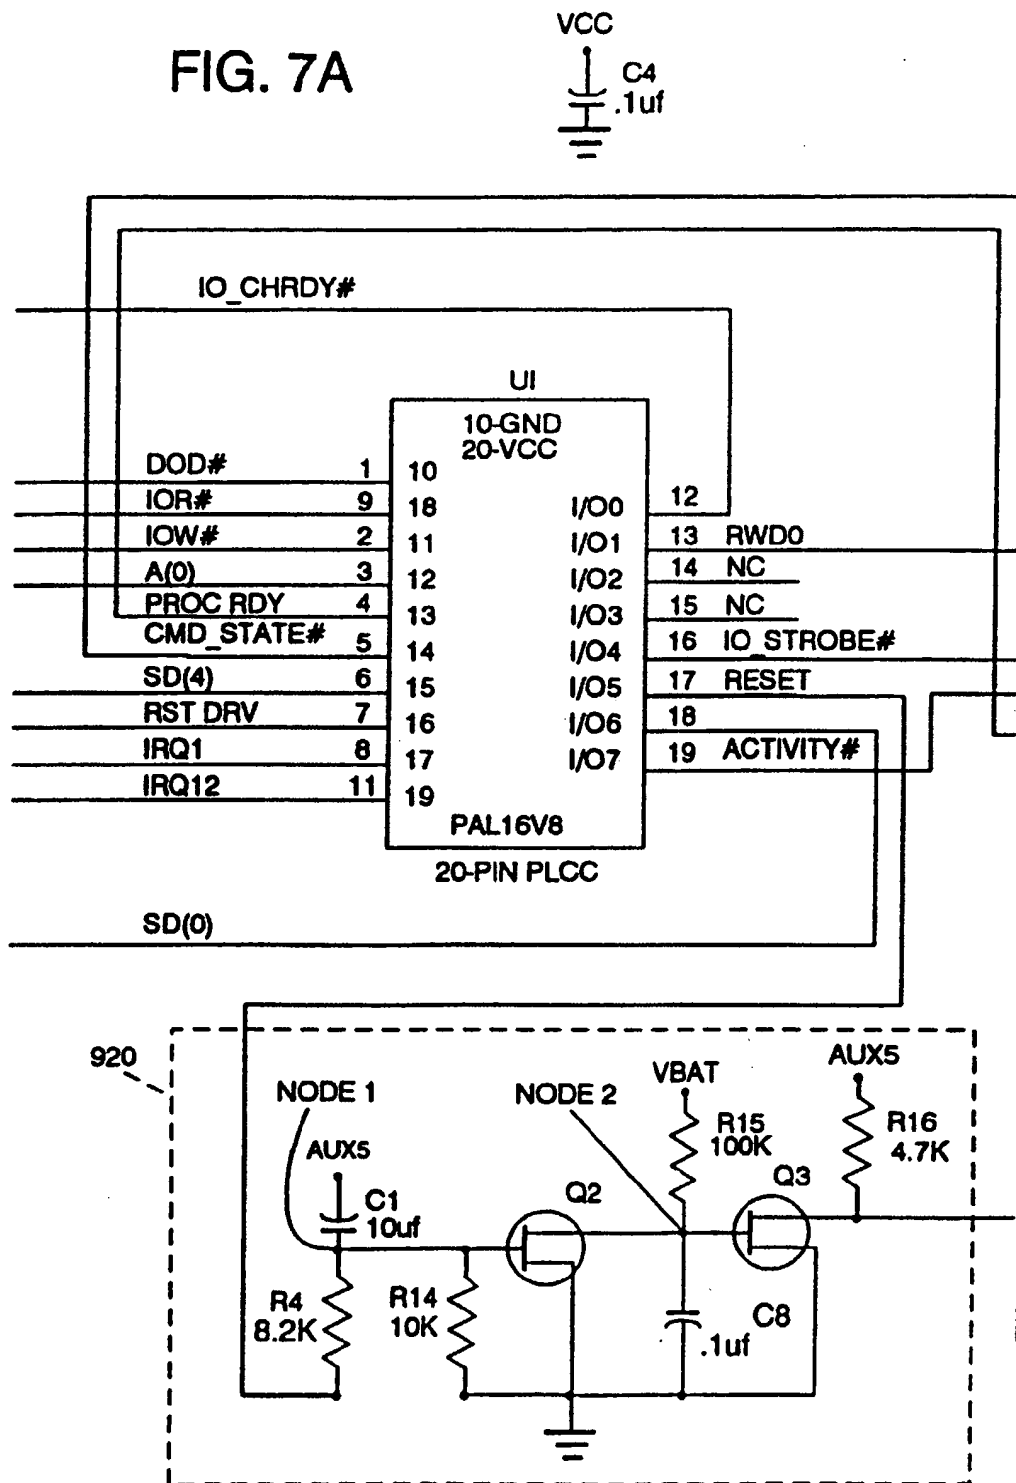 FIG. 7A
VCC
C4
.1uf
IO_CHRDY#
UI
10-GND
20-VCC
DOD# 1 10
IOR# 9 18
IOW# 2 11
A(0) 3 12
PROC RDY 4 13
CMD_STATE# 5 14
SD(4) 6 15
RST DRV 7 16
IRQ1 8 17
IRQ12 11 19
I/O0 12
I/O1 13 RWD0
I/O2 14 NC
I/O3 15 NC
I/O4 16 IO_STROBE#
I/O5 17 RESET
I/O6 18
I/O7 19 ACTIVITY#
PAL16V8
20-PIN PLCC
SD(0)
920
NODE 1
NODE 2
VBAT
AUX5
R15
100K
R16
4.7K
AUX5
C1
10uf
Q2
Q3
R4
8.2K
R14
10K
C8
.1uf